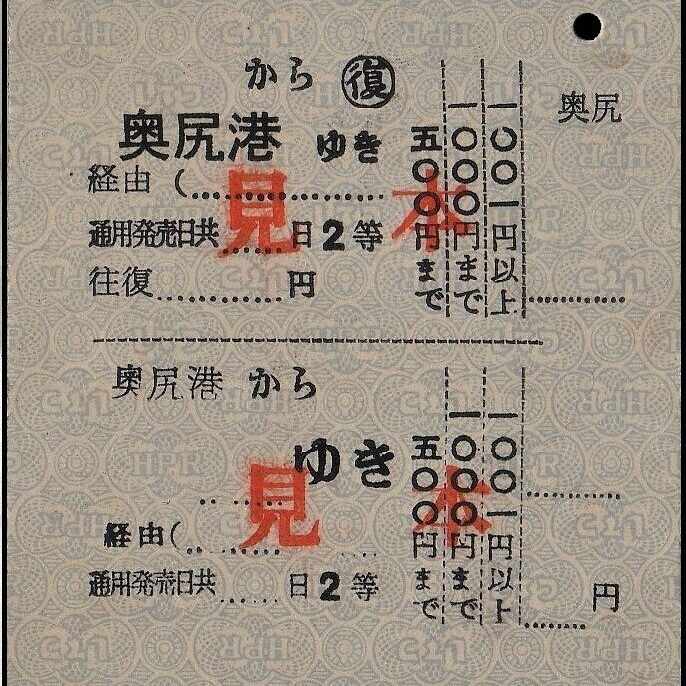 から 復
奥尻港 ゆき
経由 (
通用発売日共 日 2 等
往復 円
見本
五〇〇円まで
一〇〇〇円まで
一〇〇一円以上
奥尻
奥尻港 から
ゆき
経由 (
通用発売日共 日 2 等
見本
五〇〇円まで
一〇〇〇円まで
一〇〇一円以上
円